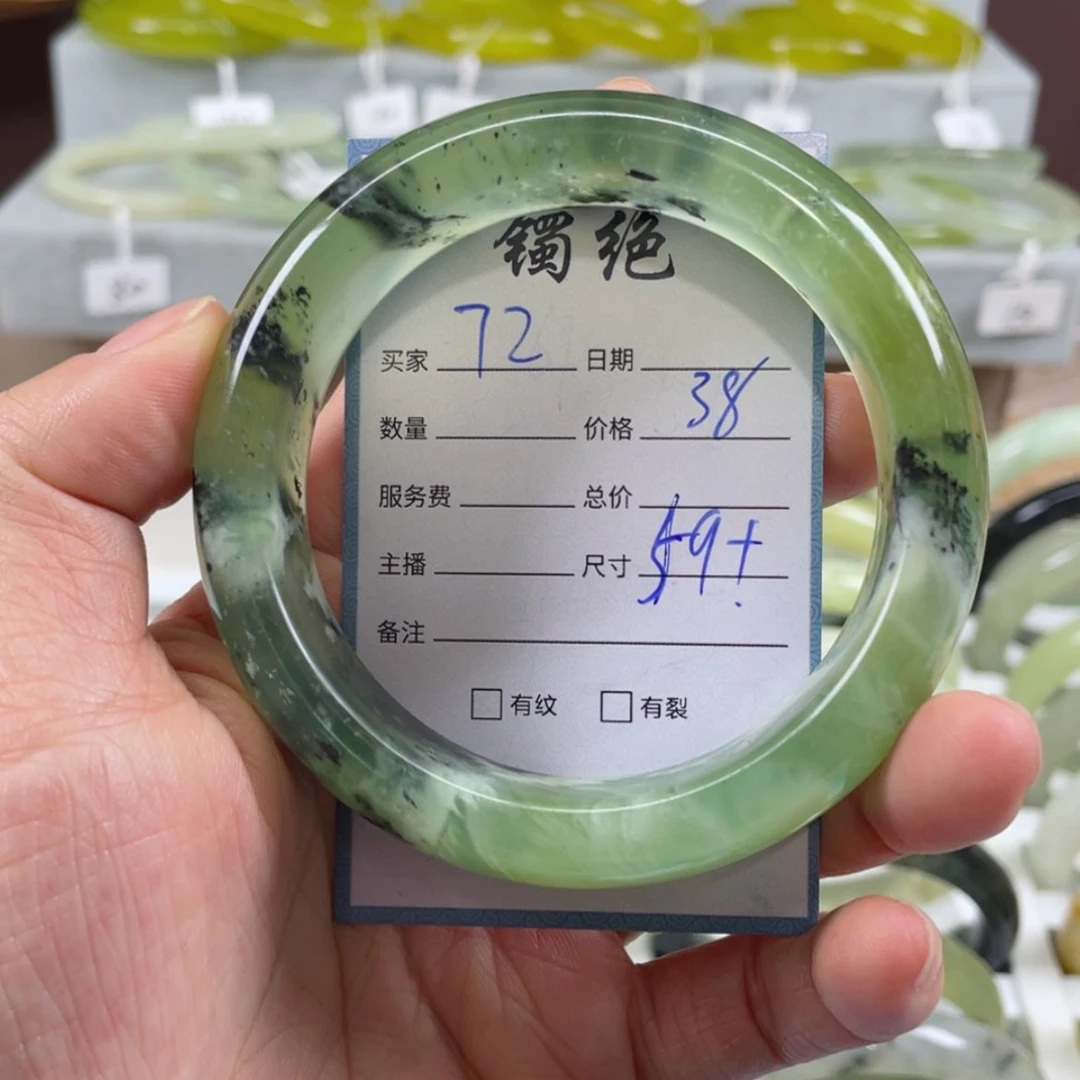 镯绝
买家 72 日期
数量 价格 38
服务费 总价
主播 尺寸 59+
备注
有纹 有裂